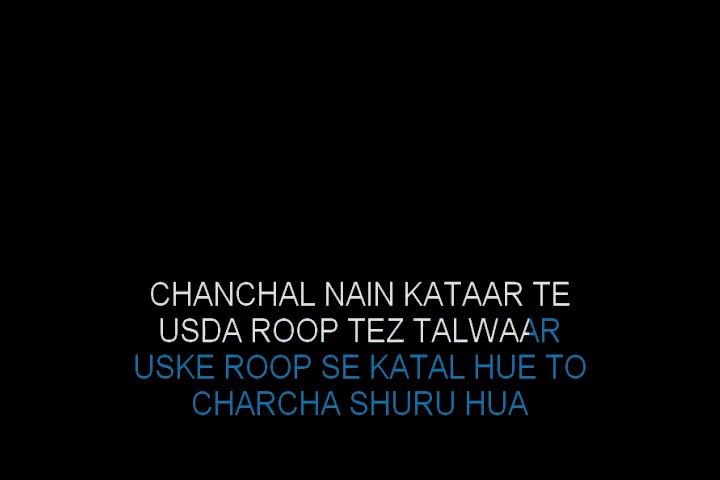 CHANCHAL NAIN KATAAR TE
USDA ROOP TEZ TALWAAR
USKE ROOP SE KATAL HUE TO
CHARCHA SHURU HUA